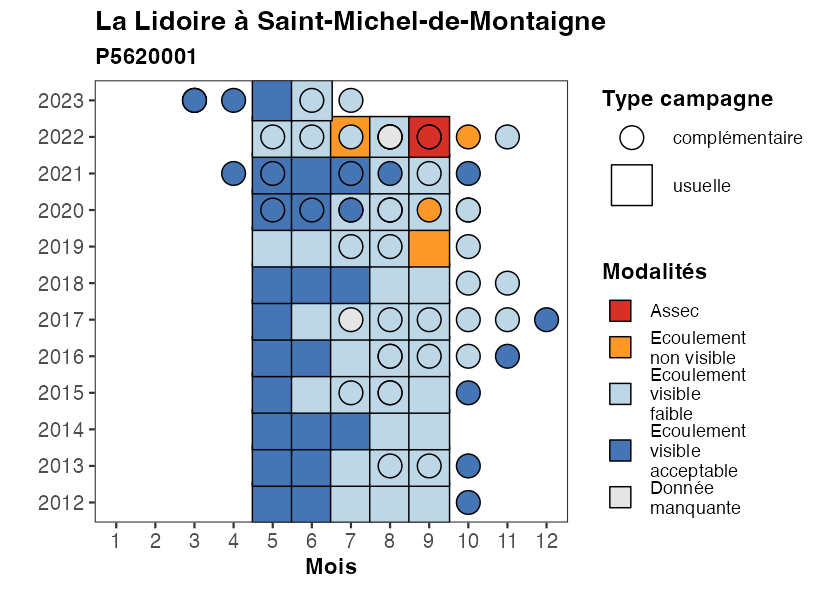 La Lidoire à Saint-Michel-de-Montaigne
P5620001
2023
2022
2021
2020
2019
2018
2017
2016
2015
2014
2013
2012
1 2 3 4 5 6 7 8 9 10 11 12
Mois
Type campagne
complémentaire
usuelle
Modalités
Assec
Ecoulement
non visible
Ecoulement
visible
faible
Ecoulement
visible
acceptable
Donnée
manquante